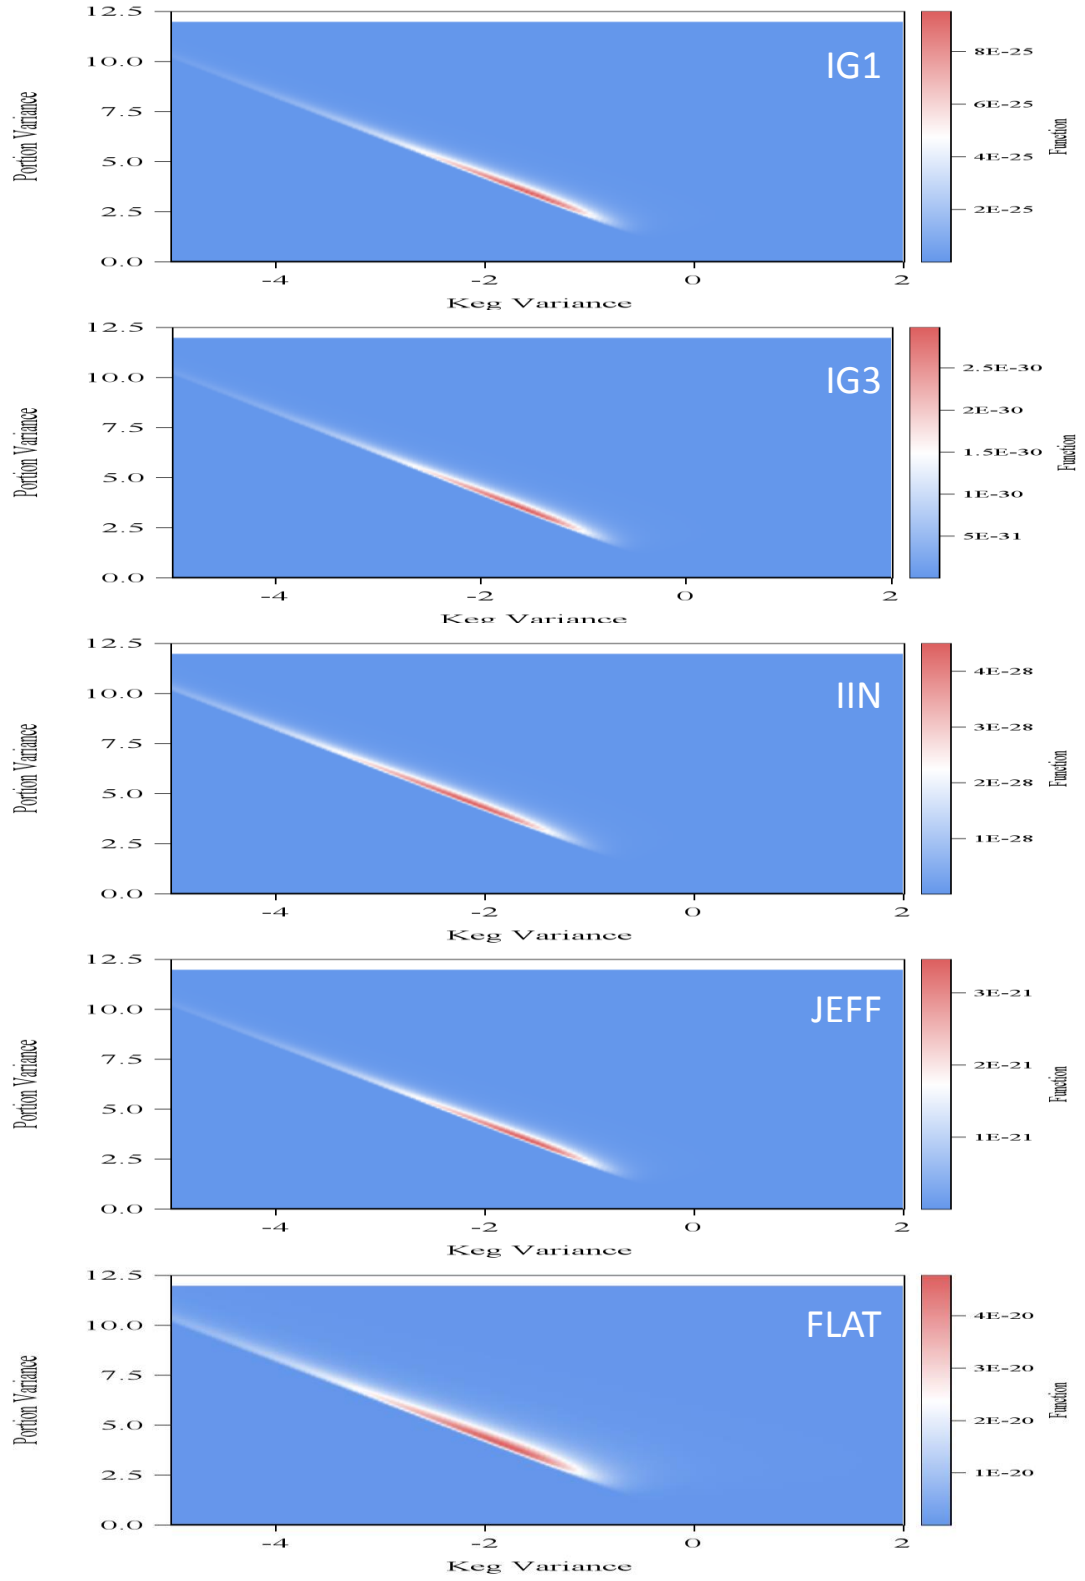 12.5
10.0
7.5
5.0
2.5
0.0
-4 -2 0 2
Keg Variance
Portion Variance
IG1
8E-25
6E-25
4E-25
2E-25
Function
12.5
10.0
7.5
5.0
2.5
0.0
-4 -2 0 2
Keg Variance
Portion Variance
IG3
2.5E-30
2E-30
1.5E-30
1E-30
5E-31
Function
12.5
10.0
7.5
5.0
2.5
0.0
-4 -2 0 2
Keg Variance
Portion Variance
IIN
4E-28
3E-28
2E-28
1E-28
Function
12.5
10.0
7.5
5.0
2.5
0.0
-4 -2 0 2
Keg Variance
Portion Variance
JEFF
3E-21
2E-21
1E-21
Function
12.5
10.0
7.5
5.0
2.5
0.0
-4 -2 0 2
Keg Variance
Portion Variance
FLAT
4E-20
3E-20
2E-20
1E-20
Function